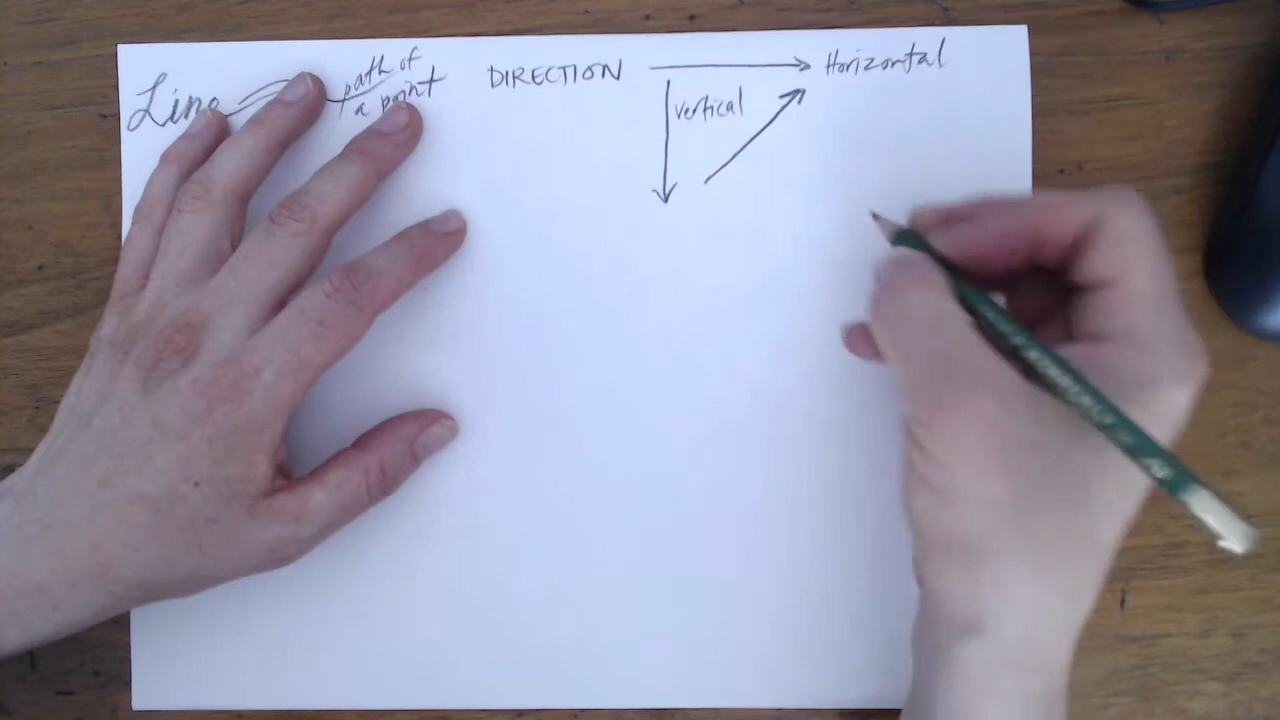 Line
path of
a point
DIRECTION
Horizontal
vertical